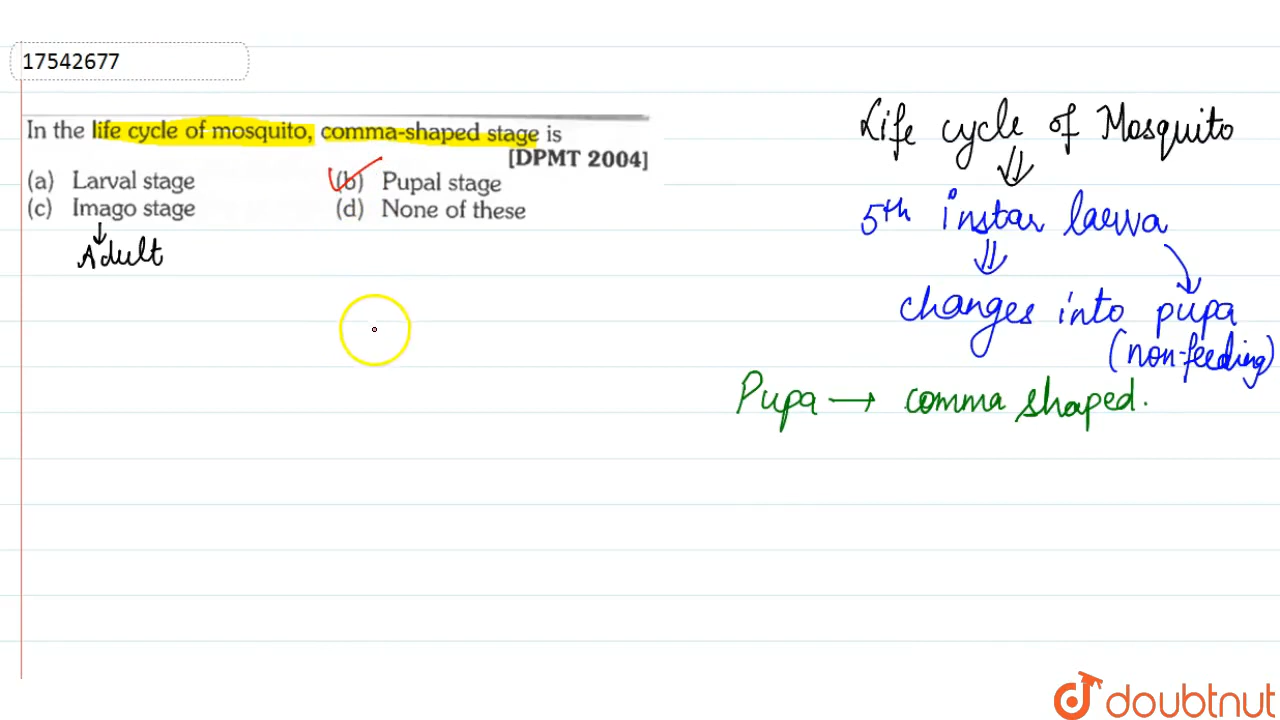 17542677
In the life cycle of mosquito, comma-shaped stage is
[DPMT 2004]
(a) Larval stage (b) Pupal stage
(c) Imago stage (d) None of these
Adult
Life cycle of Mosquito
5th instar larva
changes into pupa
(non-feeding)
Pupa → comma shaped.
doubtnut